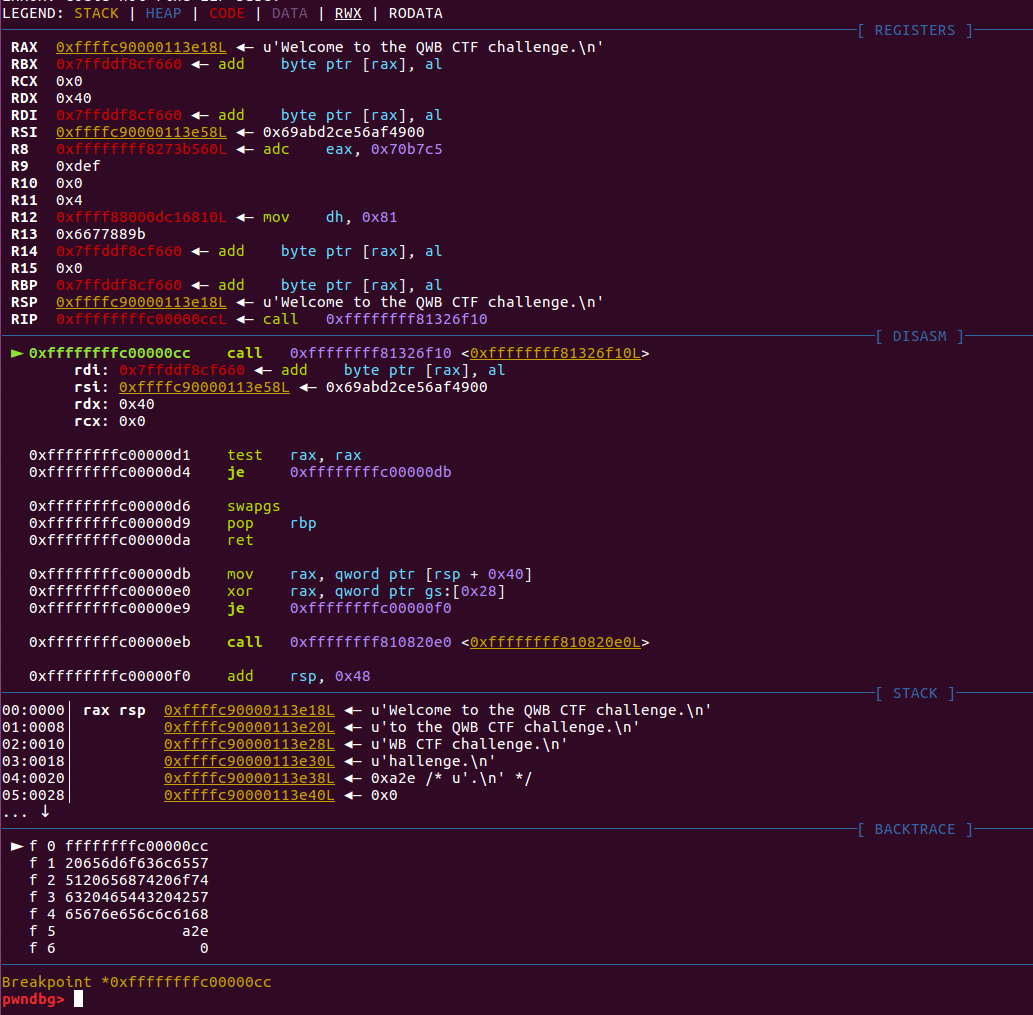 LEGEND: STACK | HEAP | CODE | DATA | RWX | RODATA
[ REGISTERS ]
RAX 0xffffc90000113e18L ◂— u'Welcome to the QWB CTF challenge.\n'
RBX 0x7ffddf8cf660 ◂— add byte ptr [rax], al
RCX 0x0
RDX 0x40
RDI 0x7ffddf8cf660 ◂— add byte ptr [rax], al
RSI 0xffffc90000113e58L ◂— 0x69abd2ce56af4900
R8 0xffffffff8273b560L ◂— adc eax, 0x70b7c5
R9 0xdef
R10 0x0
R11 0x4
R12 0xffff88000dc16810L ◂— mov dh, 0x81
R13 0x6677889b
R14 0x7ffddf8cf660 ◂— add byte ptr [rax], al
R15 0x0
RBP 0x7ffddf8cf660 ◂— add byte ptr [rax], al
RSP 0xffffc90000113e18L ◂— u'Welcome to the QWB CTF challenge.\n'
RIP 0xffffffffc00000ccL ◂— call 0xffffffff81326f10
[ DISASM ]
► 0xffffffffc00000cc call 0xffffffff81326f10 <0xffffffff81326f10L>
rdi: 0x7ffddf8cf660 ◂— add byte ptr [rax], al
rsi: 0xffffc90000113e58L ◂— 0x69abd2ce56af4900
rdx: 0x40
rcx: 0x0
0xffffffffc00000d1 test rax, rax
0xffffffffc00000d4 je 0xffffffffc00000db
0xffffffffc00000d6 swapgs
0xffffffffc00000d9 pop rbp
0xffffffffc00000da ret
0xffffffffc00000db mov rax, qword ptr [rsp + 0x40]
0xffffffffc00000e0 xor rax, qword ptr gs:[0x28]
0xffffffffc00000e9 je 0xffffffffc00000f0
0xffffffffc00000eb call 0xffffffff810820e0 <0xffffffff810820e0L>
0xffffffffc00000f0 add rsp, 0x48
[ STACK ]
00:0000│ rax rsp 0xffffc90000113e18L ◂— u'Welcome to the QWB CTF challenge.\n'
01:0008│ 0xffffc90000113e20L ◂— u'to the QWB CTF challenge.\n'
02:0010│ 0xffffc90000113e28L ◂— u'WB CTF challenge.\n'
03:0018│ 0xffffc90000113e30L ◂— u'hallenge.\n'
04:0020│ 0xffffc90000113e38L ◂— 0xa2e /* u'.\n' */
05:0028│ 0xffffc90000113e40L ◂— 0x0
... ↓
[ BACKTRACE ]
► f 0 ffffffffc00000cc
f 1 20656d6f636c6557
f 2 5120656874206f74
f 3 6320465443204257
f 4 65676e656c6c6168
f 5 a2e
f 6 0
Breakpoint *0xffffffffc00000cc
pwndbg>